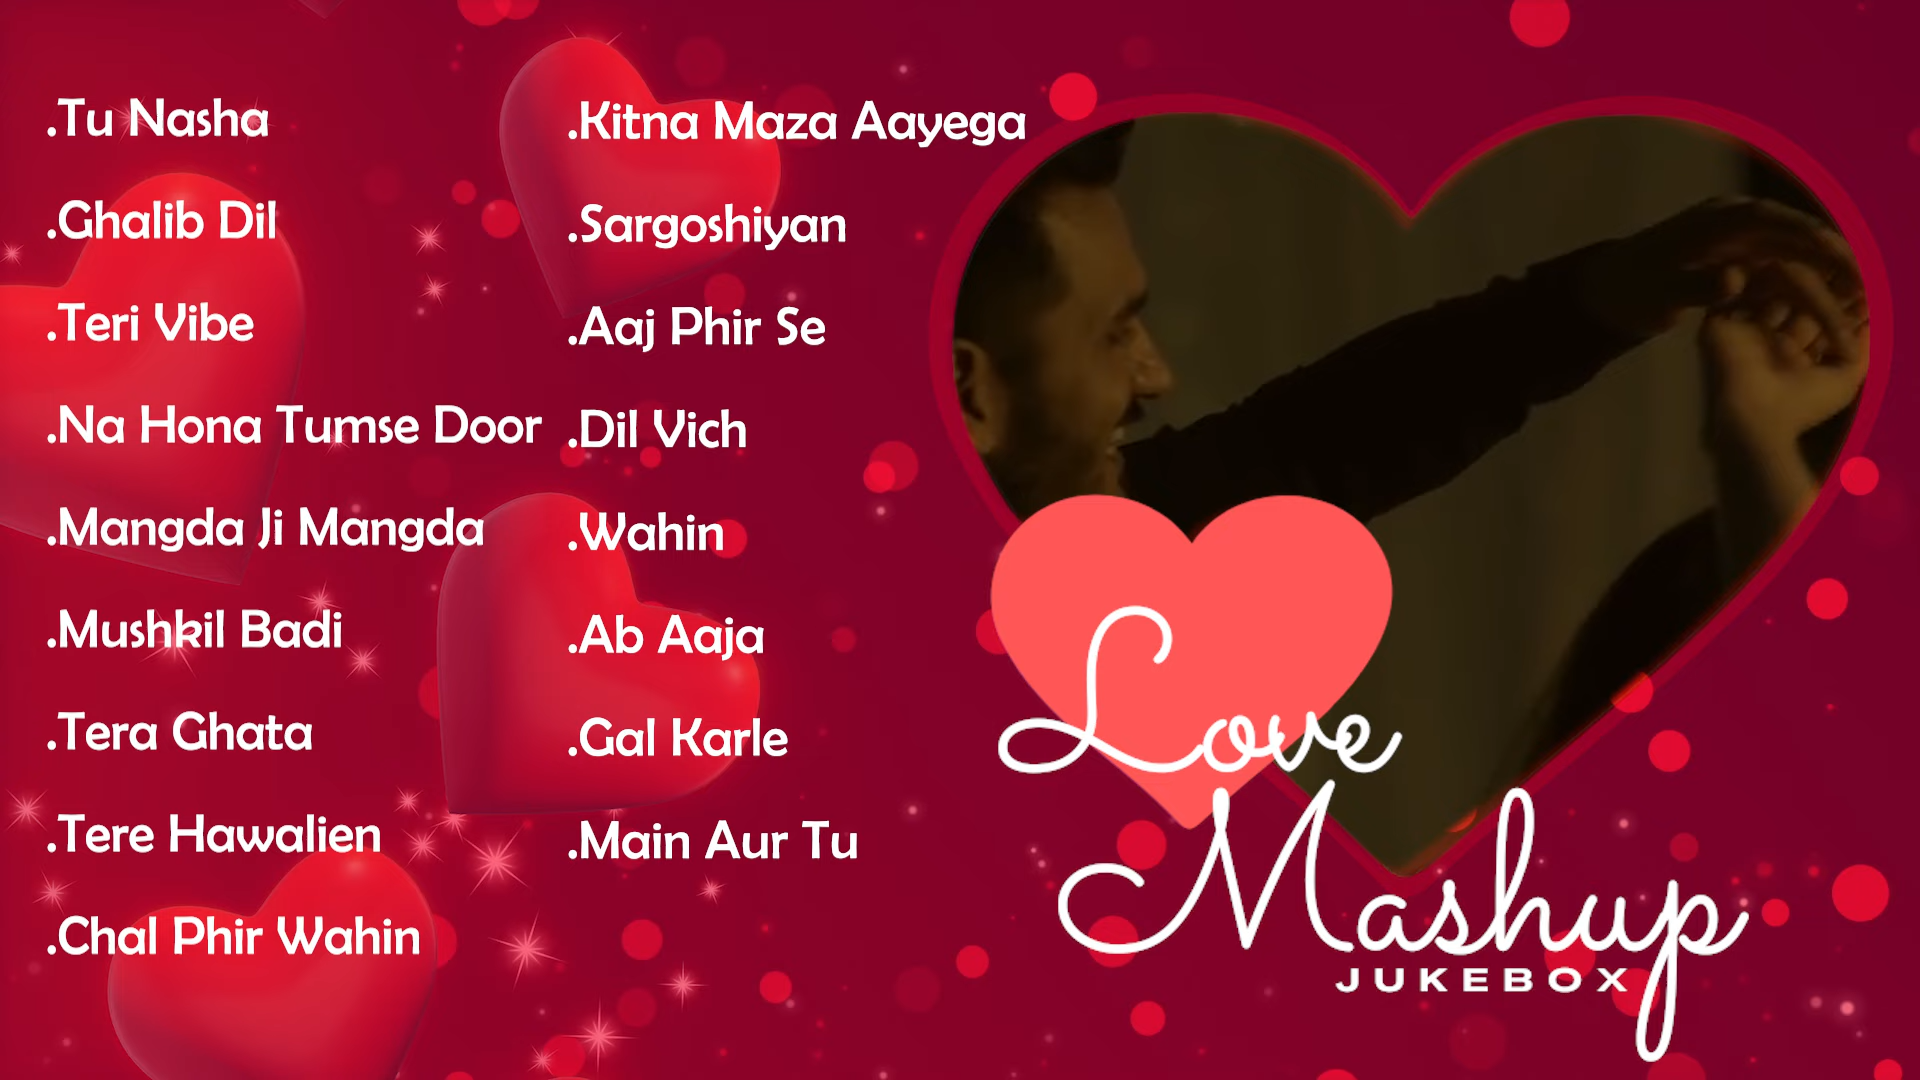 .Tu Nasha
.Ghalib Dil
.Teri Vibe
.Na Hona Tumse Door
.Mangda Ji Mangda
.Mushkil Badi
.Tera Ghata
.Tere Hawalien
.Chal Phir Wahin
.Kitna Maza Aayega
.Sargoshiyan
.Aaj Phir Se
.Dil Vich
.Wahin
.Ab Aaja
.Gal Karle
.Main Aur Tu
Love
Mashup
JUKEBOX